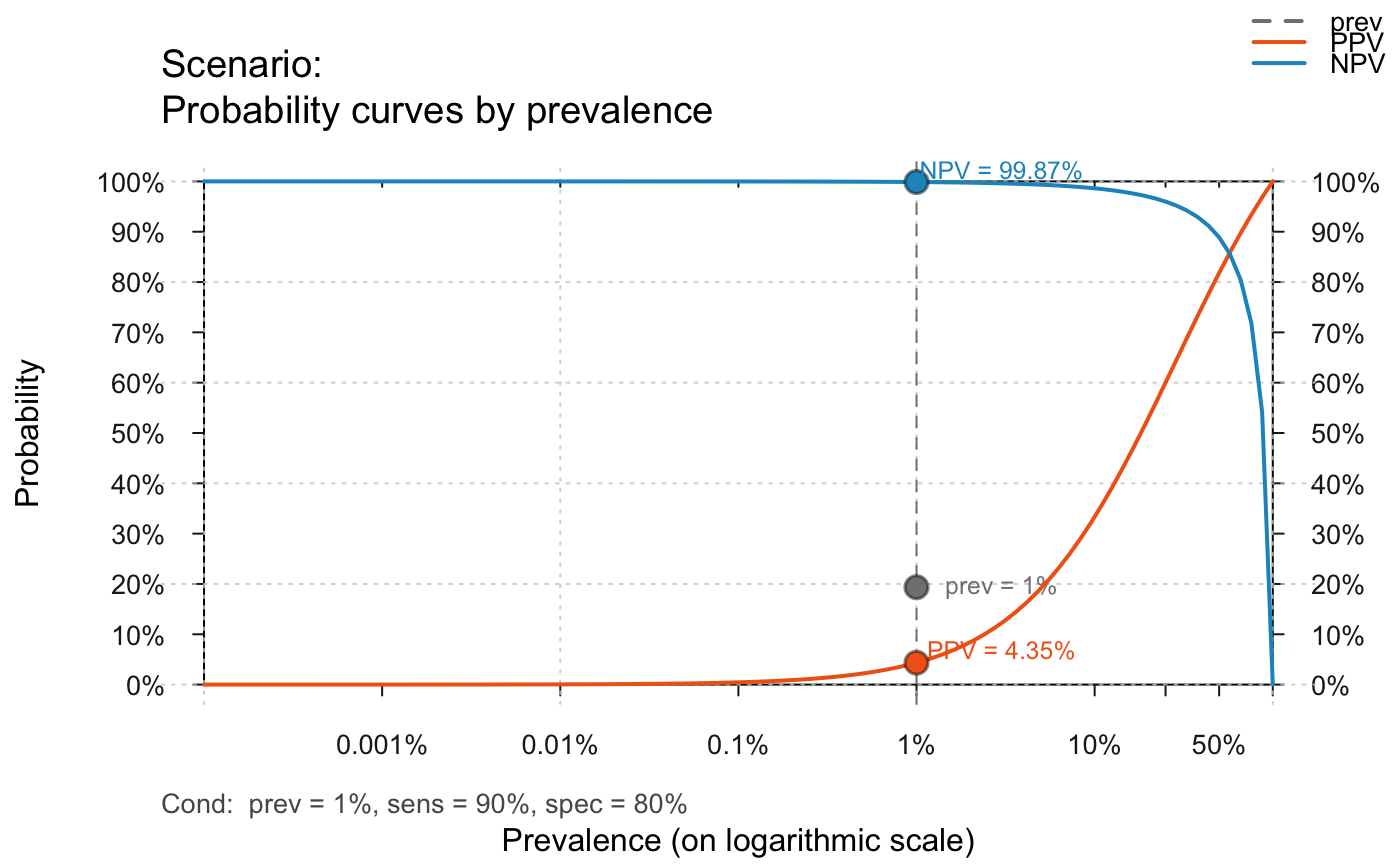 prev
PPV
NPV
Scenario:
Probability curves by prevalence
NPV = 99.87%
100% 100%
90% 90%
80% 80%
70% 70%
60% 60%
50% 50%
40% 40%
30% 30%
20% prev = 1% 20%
10% 10%
PPV = 4.35%
0% 0%
Probability
0.001% 0.01% 0.1% 1% 10% 50%
Cond: prev = 1%, sens = 90%, spec = 80%
Prevalence (on logarithmic scale)